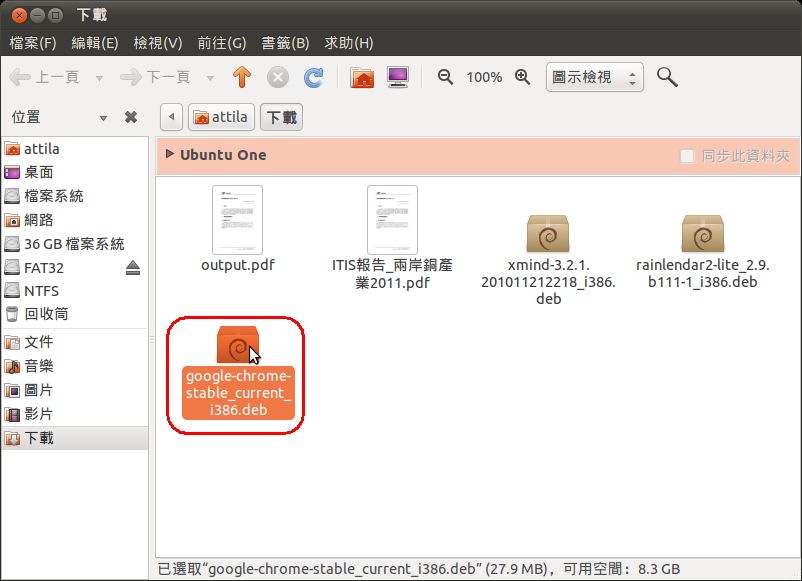 下載
檔案(F) 編輯(E) 檢視(V) 前往(G) 書籤(B) 求助(H)
上一頁 下一頁 100% 圖示檢視
位置 attila 下載
Ubuntu One 同步此資料夾
attila
桌面
檔案系統
網路
36 GB 檔案系統
FAT32
NTFS
回收筒
文件
音樂
圖片
影片
下載
output.pdf
ITIS報告_兩岸銅產
業2011.pdf
xmind-3.2.1.
201011212218_i386.
deb
rainlendar2-lite_2.9.
b111-1_i386.deb
google-chrome-
stable_current_
i386.deb
已選取“google-chrome-stable_current_i386.deb” (27.9 MB)，可用空間：8.3 GB